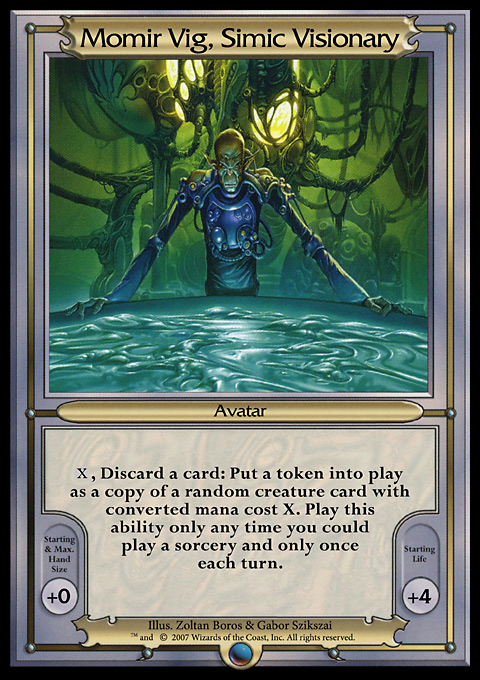 Momir Vig, Simic Visionary
Avatar
X, Discard a card: Put a token into play
as a copy of a random creature card with
converted mana cost X. Play this
ability only any time you could
play a sorcery and only once
each turn.
Starting
& Max.
Hand
Size
+0
Starting
Life
+4
Illus. Zoltan Boros & Gabor Szikszai
™ and © 2007 Wizards of the Coast, Inc. All rights reserved.